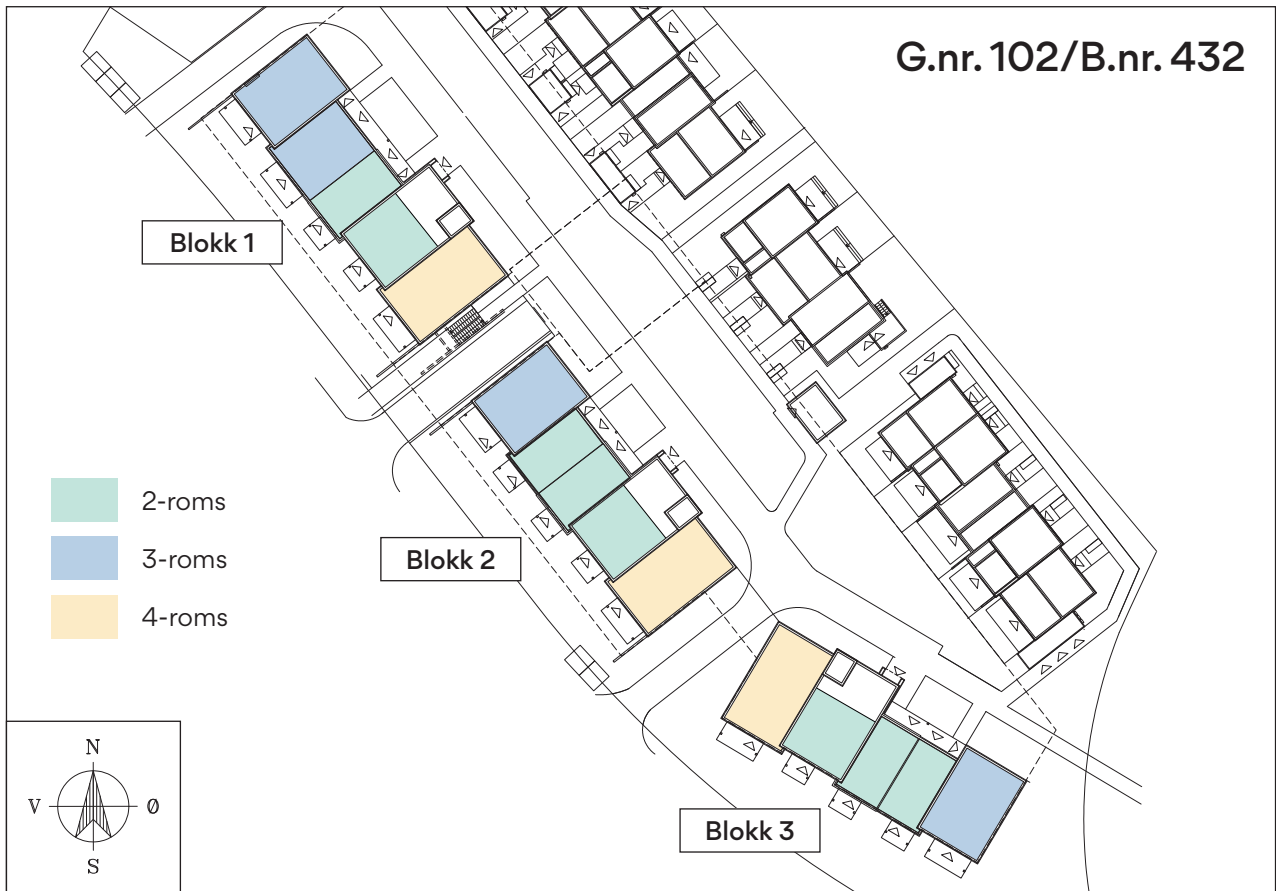 G.nr. 102/B.nr. 432
Blokk 1
Blokk 2
Blokk 3
2-roms
3-roms
4-roms
N
V
Ø
S